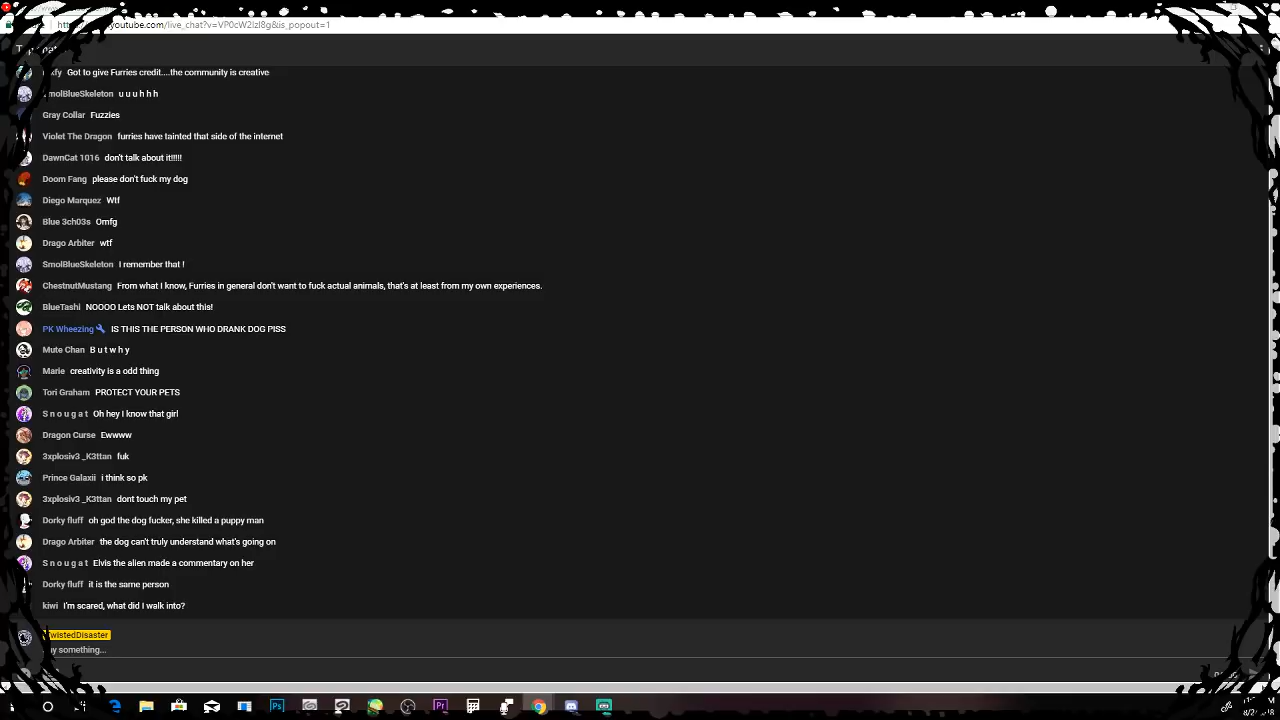 youtube.com/live_chat?v=VP0cW2IzI8g&is_popout=1
Got to give Furries credit....the community is creative
SmolBlueSkeleton u u u h h h
Gray Collar Fuzzies
Violet The Dragon furries have tainted that side of the internet
DawnCat 1016 don't talk about it!!!!!
Doom Fang please don't fuck my dog
Diego Marquez Wtf
Blue 3ch03s Omfg
Drago Arbiter wtf
SmolBlueSkeleton I remember that !
ChestnutMustang From what I know, Furries in general don't want to fuck actual animals, that's at least from my own experiences.
BlueTashi NOOOO Lets NOT talk about this!
PK Wheezing IS THIS THE PERSON WHO DRANK DOG PISS
Mute Chan B u t w h y
Marie creativity is a odd thing
Tori Graham PROTECT YOUR PETS
S n o u g a t Oh hey I know that girl
Dragon Curse Ewwww
3xplosiv3 _K3ttan fuk
Prince Galaxii i think so pk
3xplosiv3 _K3ttan dont touch my pet
Dorky fluff oh god the dog fucker, she killed a puppy man
Drago Arbiter the dog can't truly understand what's going on
S n o u g a t Elvis the alien made a commentary on her
Dorky fluff it is the same person
kiwi I'm scared, what did I walk into?
TwistedDisaster
ay something...